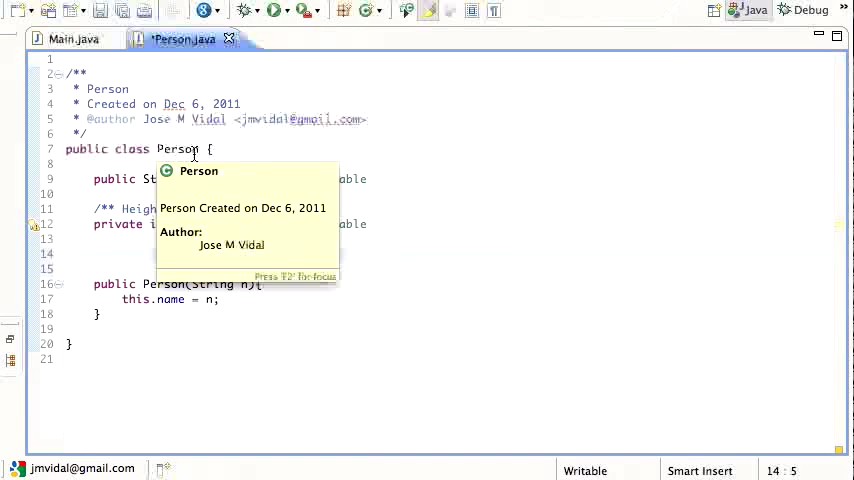 Java
Debug
Main.java
*Person.java
1
2 /**
3 * Person
4 * Created on Dec 6, 2011
5 * @author Jose M Vidal <jmvidal@gmail.com>
6 */
7 public class Person {
8
9 public St able
10
11 /** Heigh
12 private i able
13
14
15
16 public Person(String n){
17 this.name = n;
18 }
19
20 }
21
Person
Person Created on Dec 6, 2011
Author:
Jose M Vidal
Press 'F2' for focus
jmvidal@gmail.com
Writable
Smart Insert
14 : 5